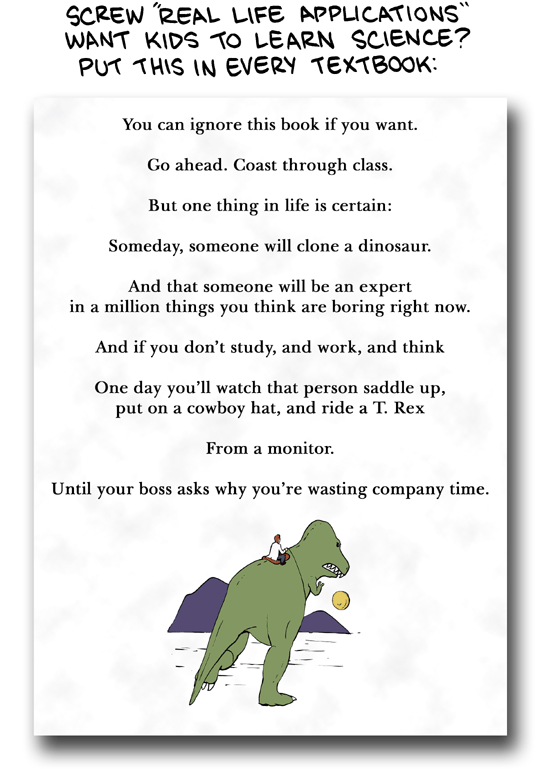 SCREW "REAL LIFE APPLICATIONS"
WANT KIDS TO LEARN SCIENCE?
PUT THIS IN EVERY TEXTBOOK:
You can ignore this book if you want.
Go ahead. Coast through class.
But one thing in life is certain:
Someday, someone will clone a dinosaur.
And that someone will be an expert
in a million things you think are boring right now.
And if you don't study, and work, and think
One day you'll watch that person saddle up,
put on a cowboy hat, and ride a T. Rex
From a monitor.
Until your boss asks why you're wasting company time.